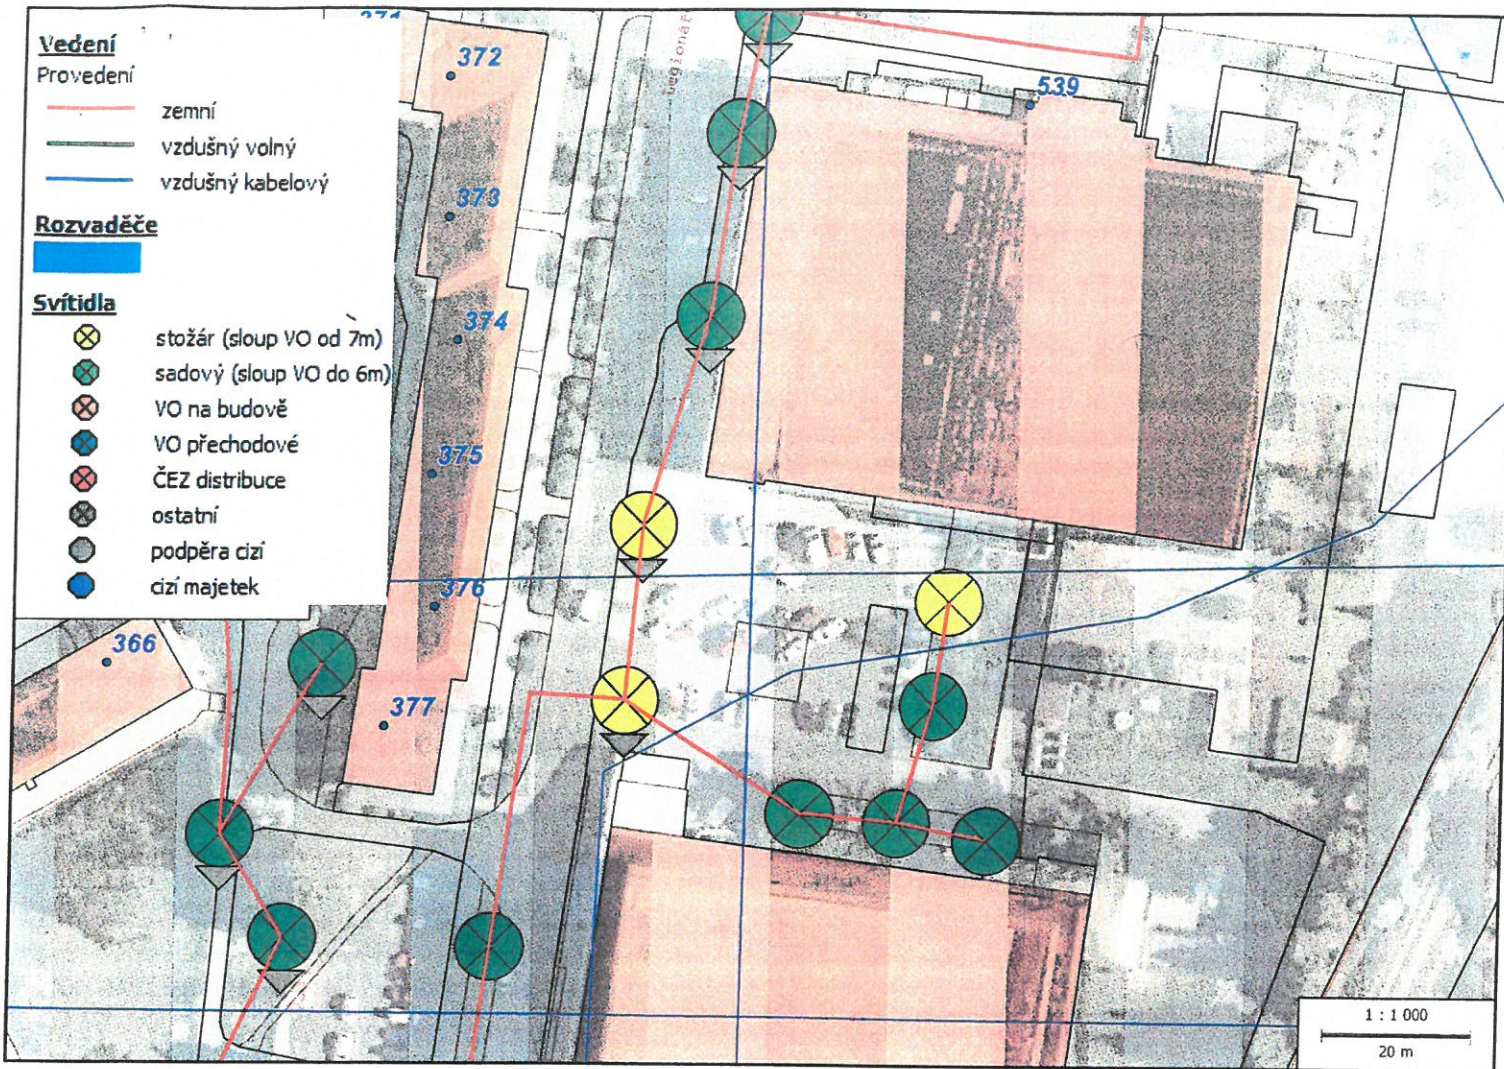 Vedení
Provedení
zemní
vzdušný volný
vzdušný kabelový
Rozvaděče
Svítidla
stožár (sloup VO od 7m)
sadový (sloup VO do 6m)
VO na budově
VO přechodové
ČEZ distribuce
ostatní
podpěra cizí
cizí majetek
372
373
374
375
376
377
366
539
1 : 1 000
20 m